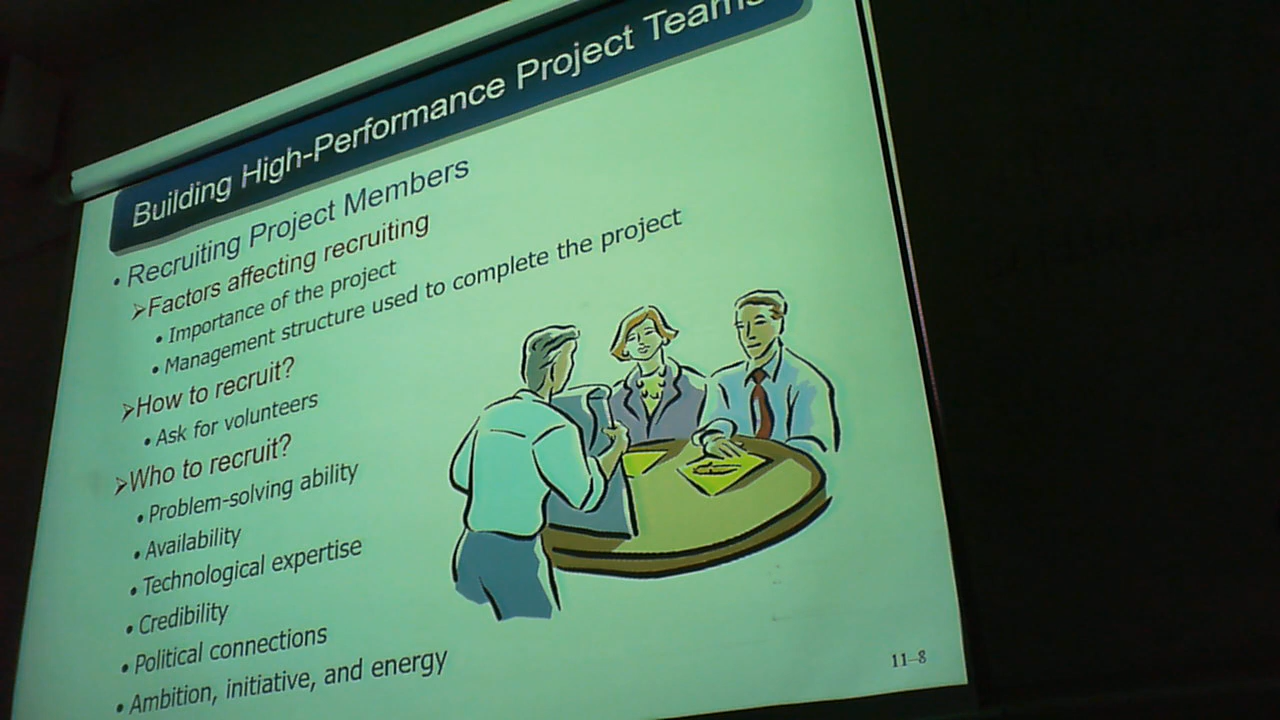 Building High-Performance Project Teams
• Recruiting Project Members
➢Factors affecting recruiting
• Importance of the project
• Management structure used to complete the project
➢How to recruit?
• Ask for volunteers
➢Who to recruit?
• Problem-solving ability
• Availability
• Technological expertise
• Credibility
• Political connections
• Ambition, initiative, and energy
11–8